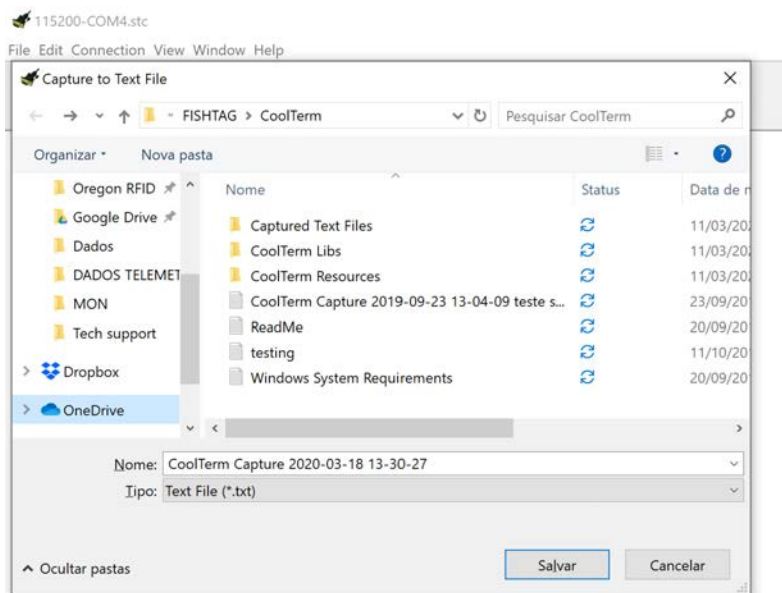 115200-COM4.stc
File Edit Connection View Window Help
Capture to Text File
FISHTAG > CoolTerm
Pesquisar CoolTerm
Organizar
Nova pasta
Nome Status Data de n
Oregon RFID
Google Drive
Dados
DADOS TELEMET
MON
Tech support
Dropbox
OneDrive
Captured Text Files 11/03/202
CoolTerm Libs 11/03/202
CoolTerm Resources 11/03/202
CoolTerm Capture 2019-09-23 13-04-09 teste s... 23/09/20
ReadMe 20/09/20
testing 11/10/20
Windows System Requirements 20/09/20
Nome: CoolTerm Capture 2020-03-18 13-30-27
Tipo: Text File (*.txt)
Ocultar pastas
Salvar
Cancelar